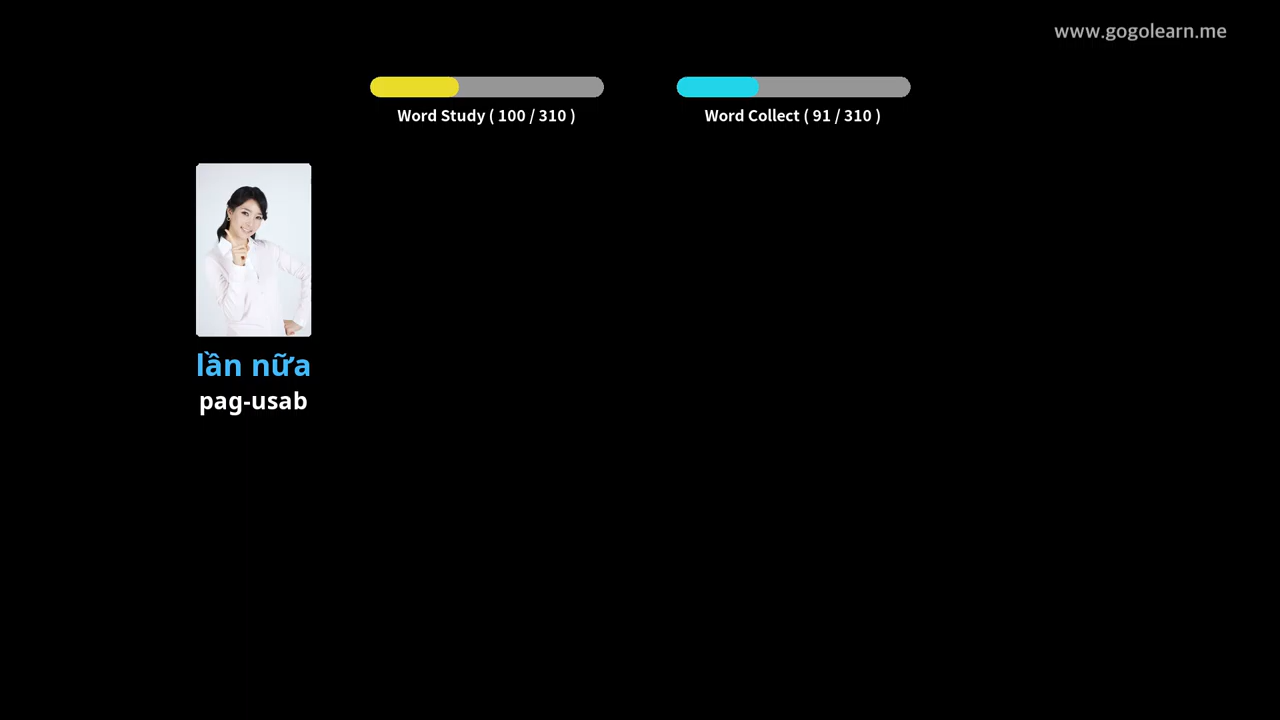 www.gogolearn.me
Word Study ( 100 / 310 )
Word Collect ( 91 / 310 )
lần nữa
pag-usab